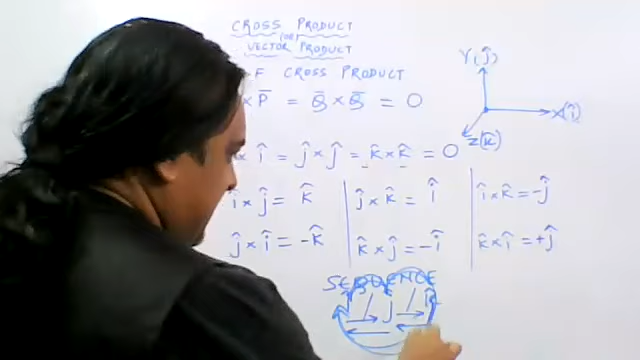 CROSS PRODUCT
(OR)
VECTOR PRODUCT
F CROSS PRODUCT
Y(ĵ)
X(î)
Z(k̂)
× P̄ = Q̄ × Q̄ = 0
× î = ĵ × ĵ = k̂ × k̂ = 0
î × ĵ = k̂
ĵ × k̂ = î
î × k̂ = -ĵ
ĵ × î = -k̂
k̂ × ĵ = -î
k̂ × î = +ĵ
SEQUENCE
j